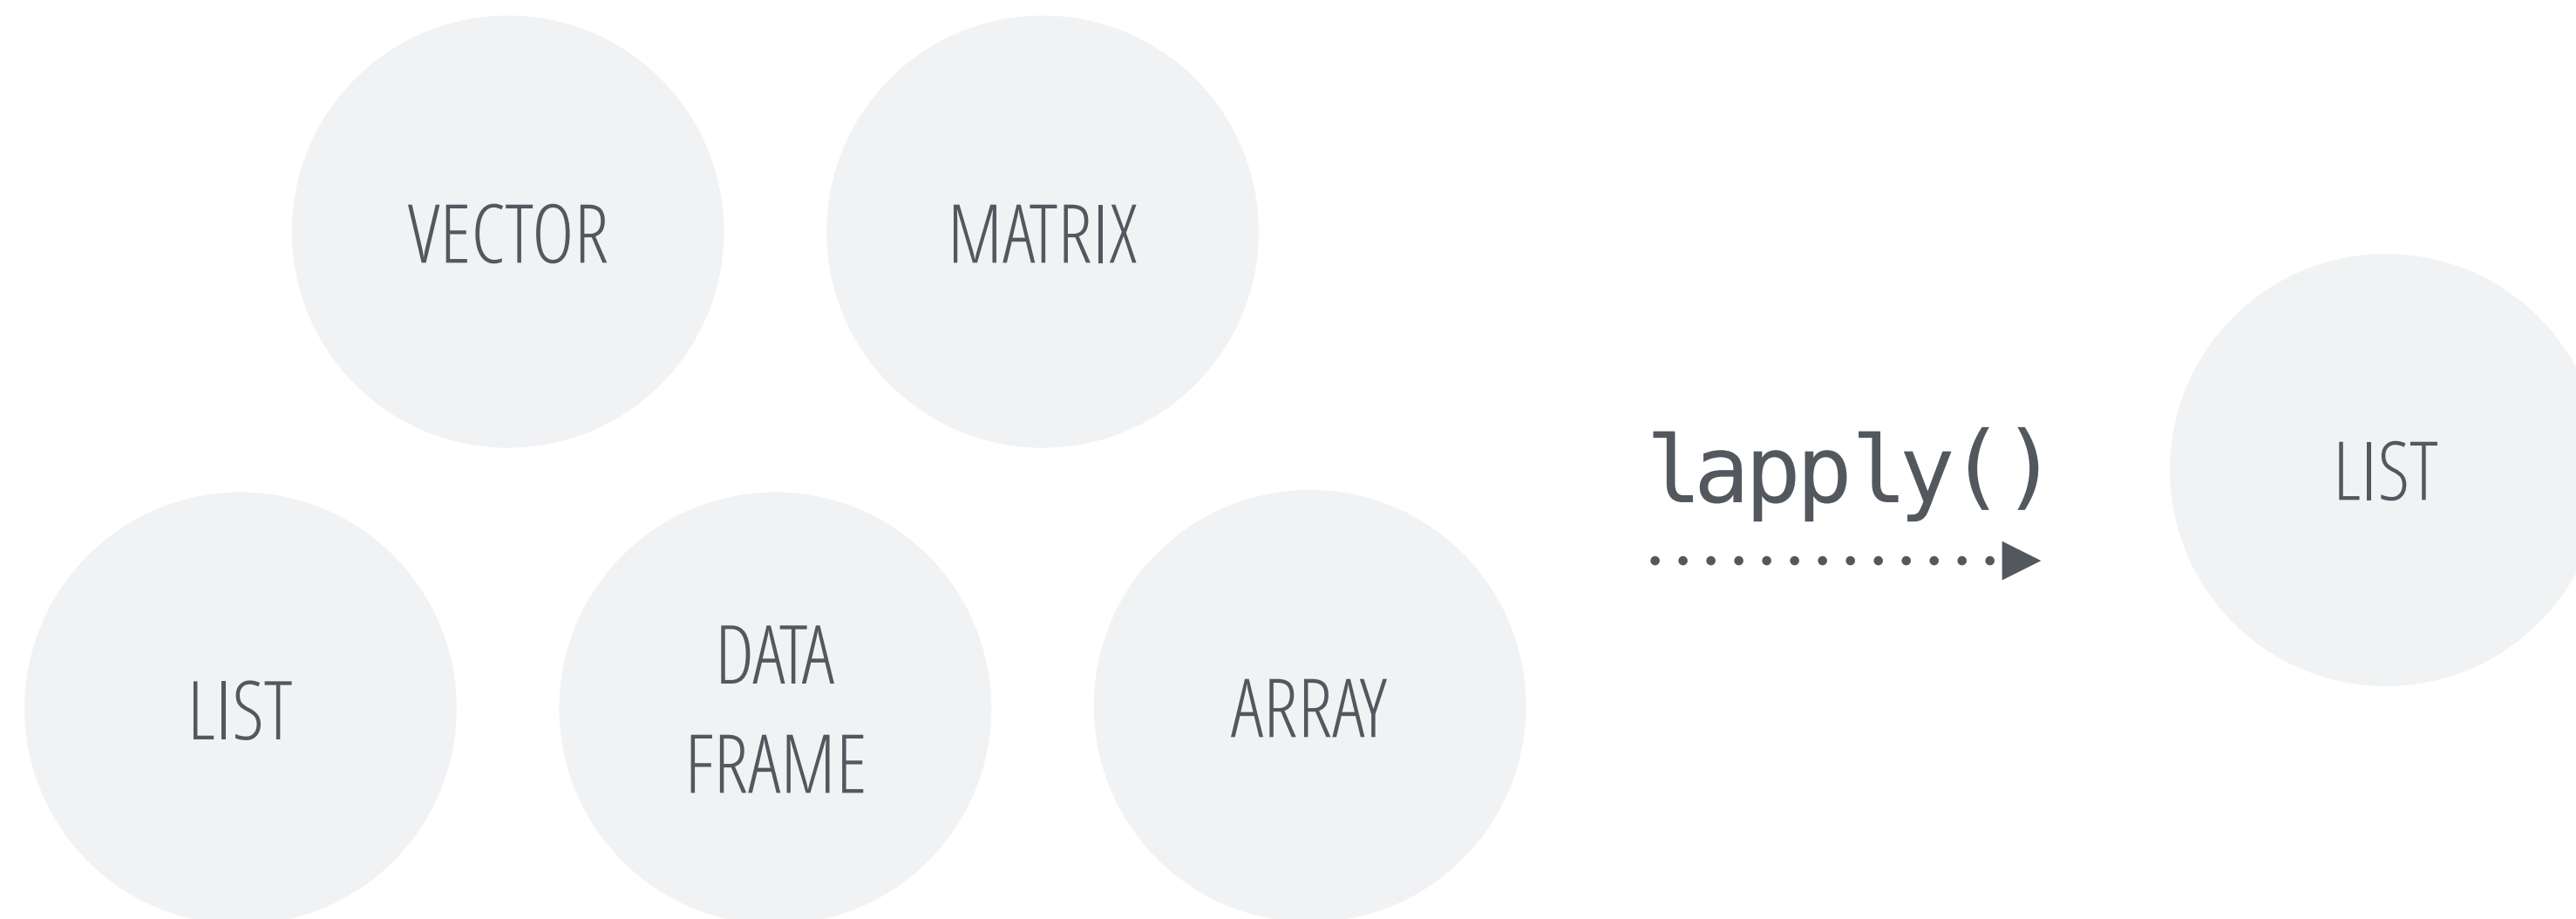 VECTOR
MATRIX
LIST
DATA
FRAME
ARRAY
lapply()
LIST